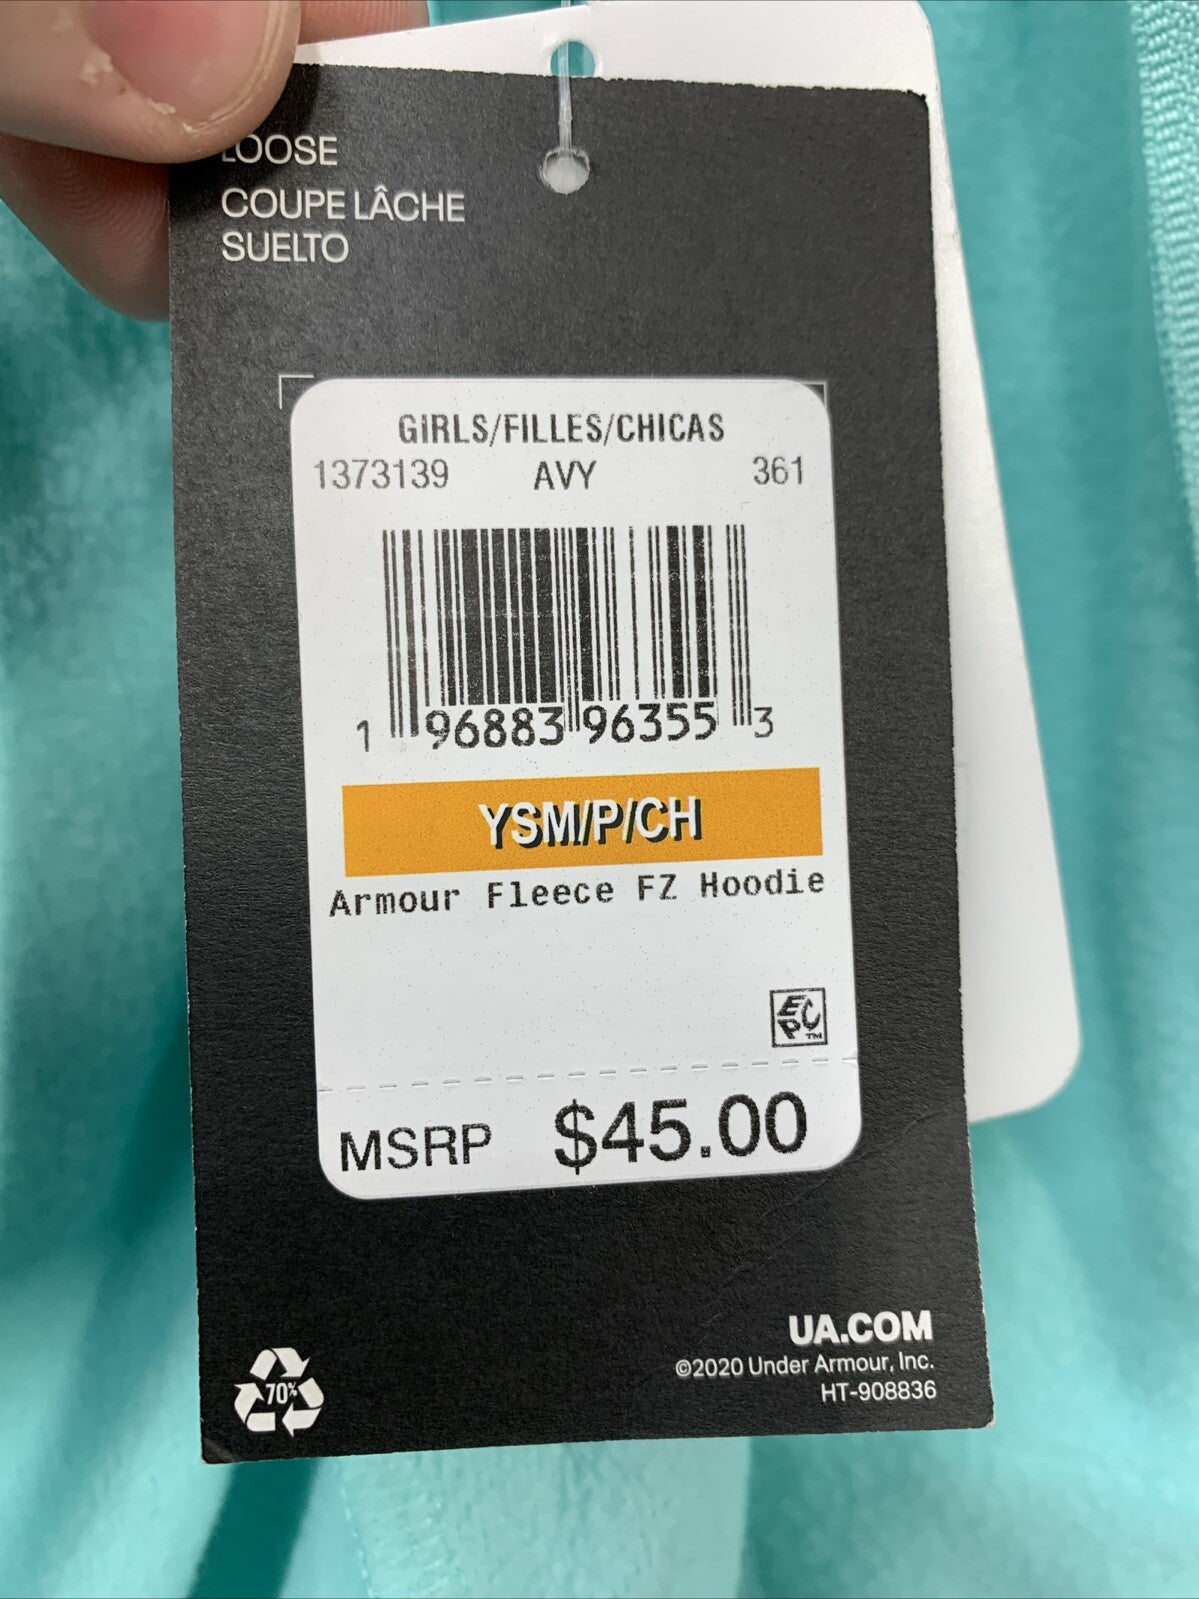 LOOSE
COUPE LÂCHE
SUELTO
GIRLS/FILLES/CHICAS
1373139 AVY 361
1 96883 96355 3
YSM/P/CH
Armour Fleece FZ Hoodie
EPC™
MSRP $45.00
UA.COM
©2020 Under Armour, Inc.
HT-908836
70%